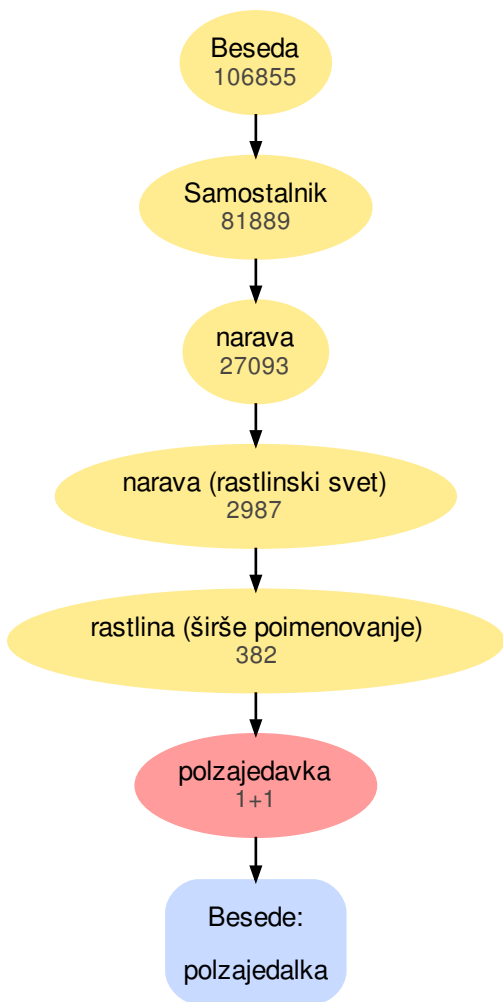 Beseda
106855
Samostalnik
81889
narava
27093
narava (rastlinski svet)
2987
rastlina (širše poimenovanje)
382
polzajedavka
1+1
Besede:
polzajedalka